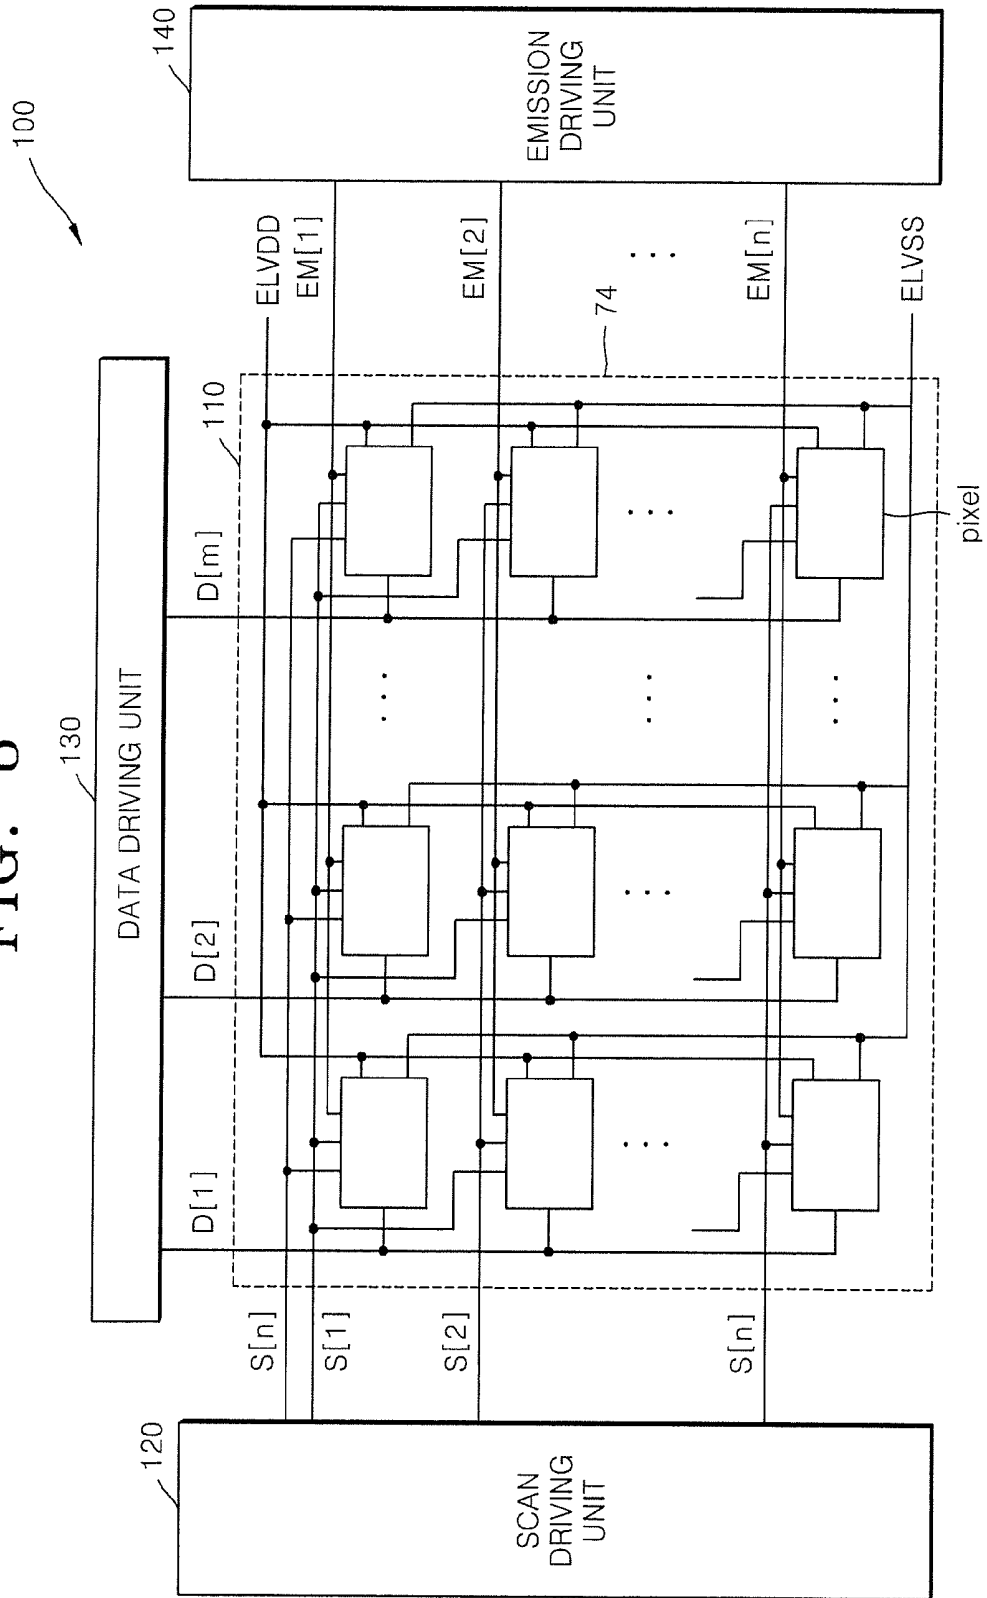 FIG.
100
130
DATA DRIVING UNIT
120
140
D[1]
D[2]
D[m]
110
S[n]
ELVDD
S[1]
EM[1]
S[2]
EM[2]
SCAN
DRIVING
UNIT
EMISSION
DRIVING
UNIT
74
S[n]
EM[n]
ELVSS
pixel